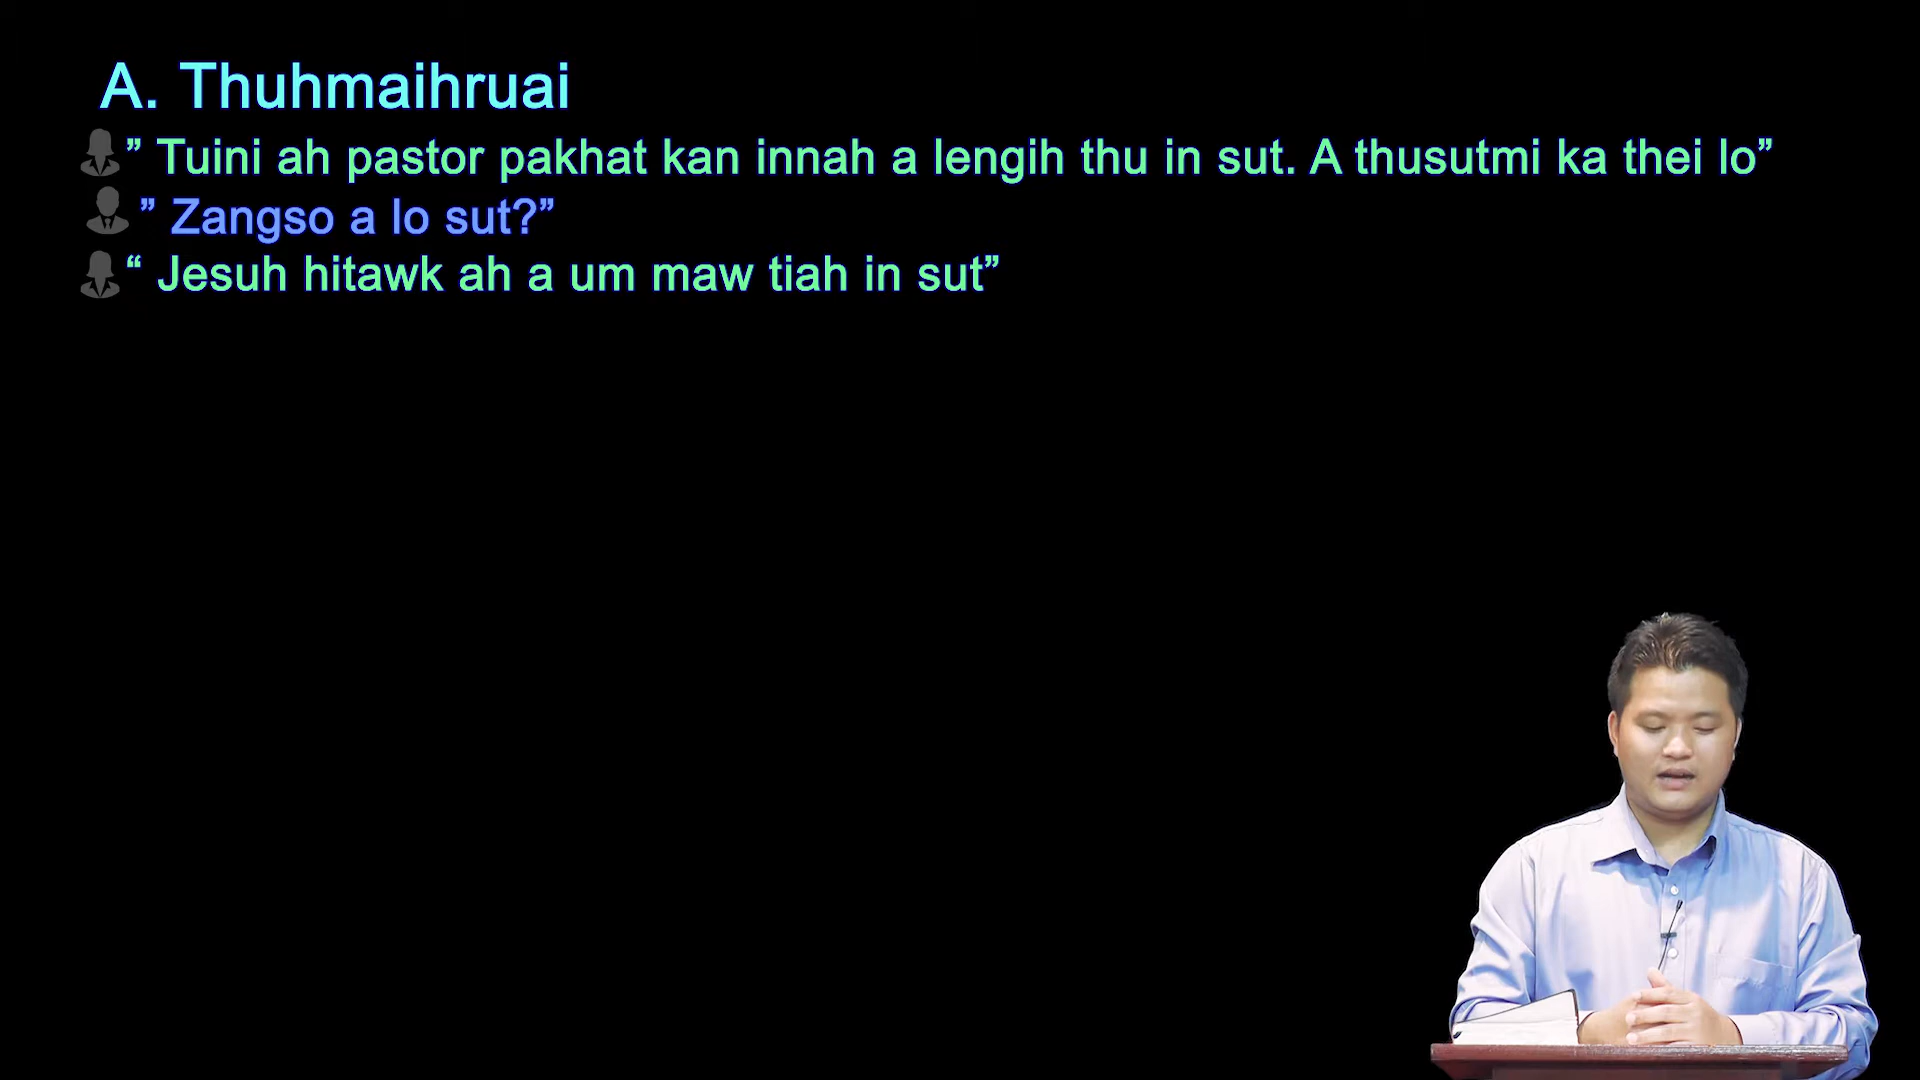 A. Thuhmaihruai
” Tuini ah pastor pakhat kan innah a lengih thu in sut. A thusutmi ka thei lo”
” Zangso a lo sut?”
“ Jesuh hitawk ah a um maw tiah in sut”